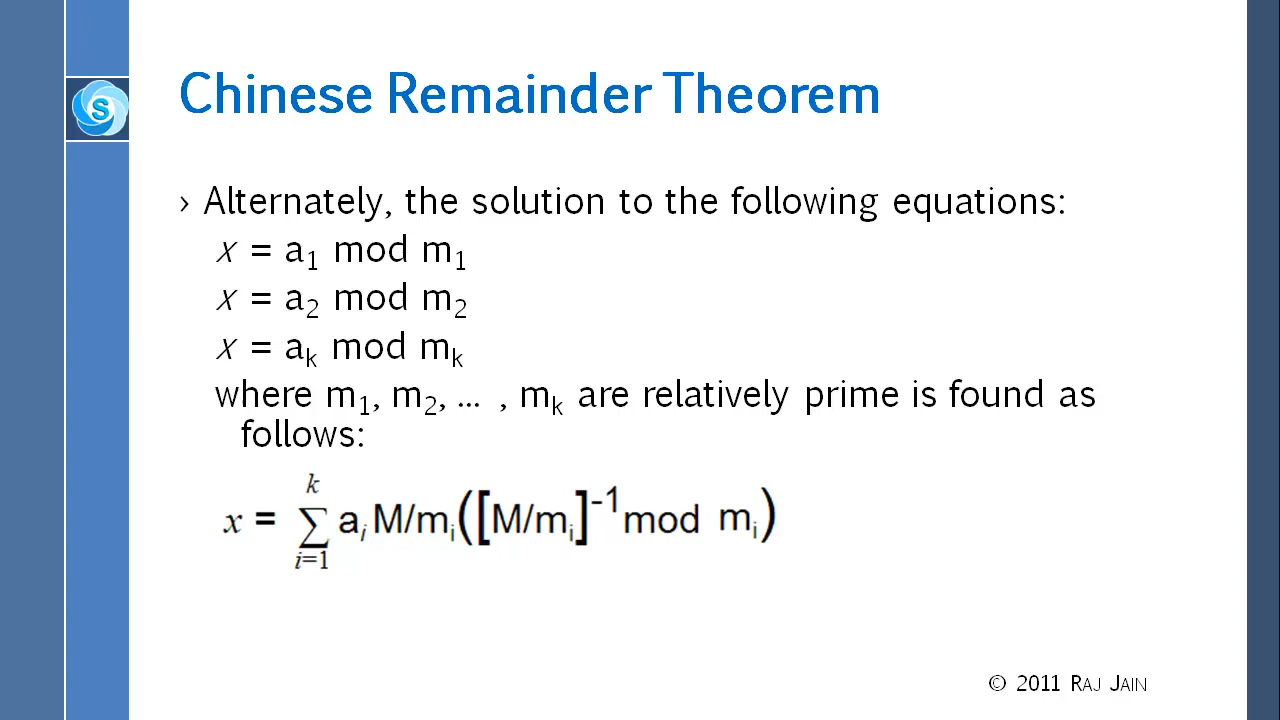 S
Chinese Remainder Theorem
› Alternately, the solution to the following equations:
x = a₁ mod m₁
x = a₂ mod m₂
x = aₖ mod mₖ
where m₁, m₂, ... , mₖ are relatively prime is found as
follows:
x = ∑ᵢ₌₁ᵏ aᵢ M/mᵢ([M/mᵢ]⁻¹ mod mᵢ)
© 2011 RAJ JAIN